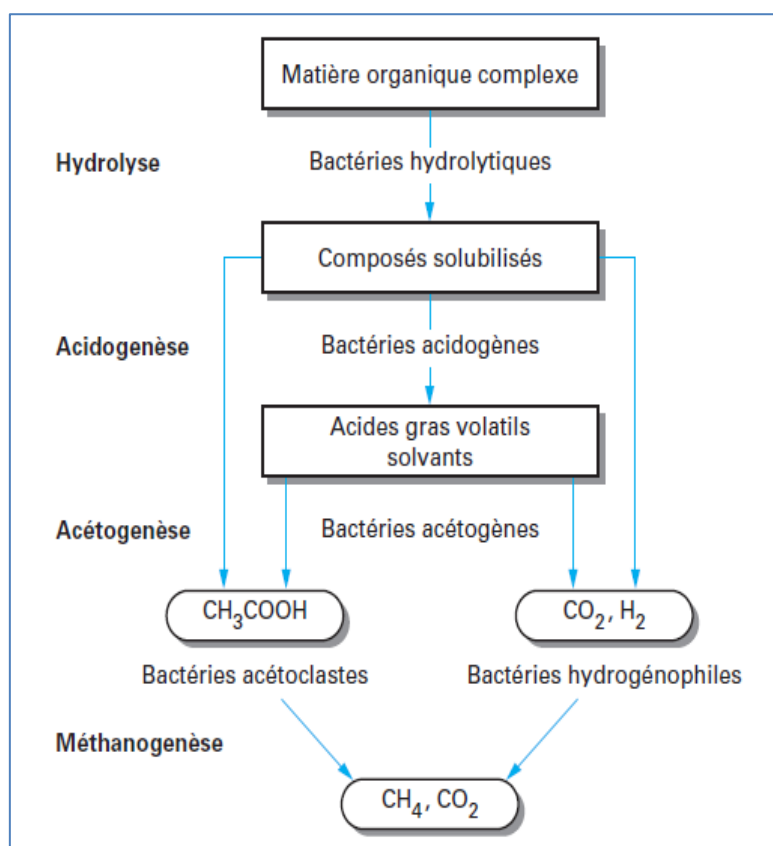 Matière organique complexe
Hydrolyse
Bactéries hydrolytiques
Composés solubilisés
Acidogenèse
Bactéries acidogènes
Acides gras volatils
solvants
Acétogenèse
Bactéries acétogènes
CH₃COOH
CO₂, H₂
Bactéries acétoclastes
Bactéries hydrogénophiles
Méthanogenèse
CH₄, CO₂